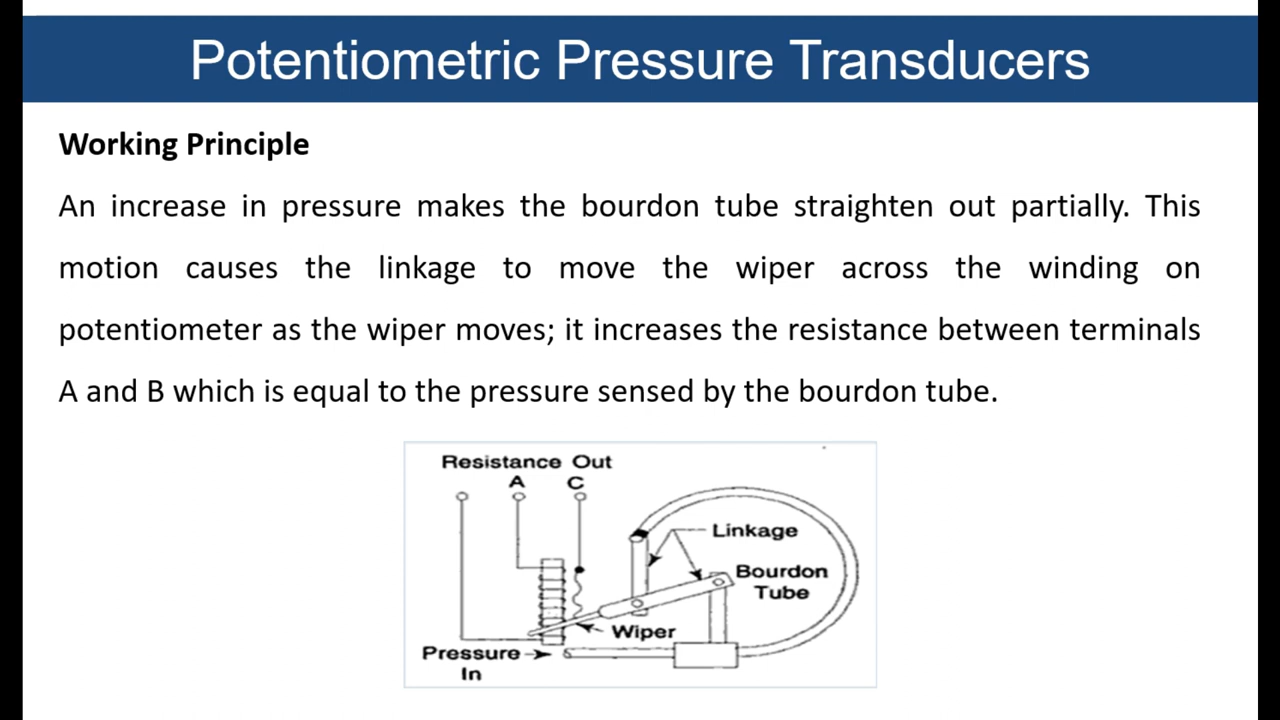 Potentiometric Pressure Transducers
Working Principle
An increase in pressure makes the bourdon tube straighten out partially. This
motion causes the linkage to move the wiper across the winding on
potentiometer as the wiper moves; it increases the resistance between terminals
A and B which is equal to the pressure sensed by the bourdon tube.
Resistance Out
A C
Linkage
Bourdon
Tube
Wiper
Pressure
In